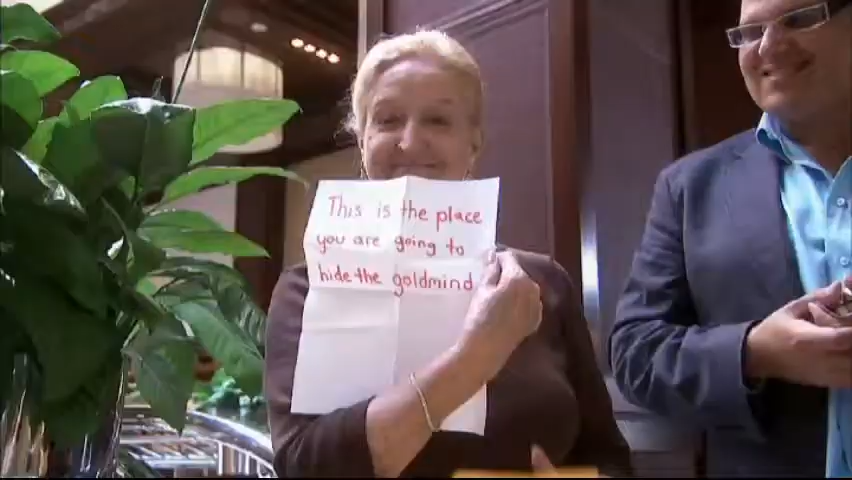 This is the place
you are going to
hide the goldmind